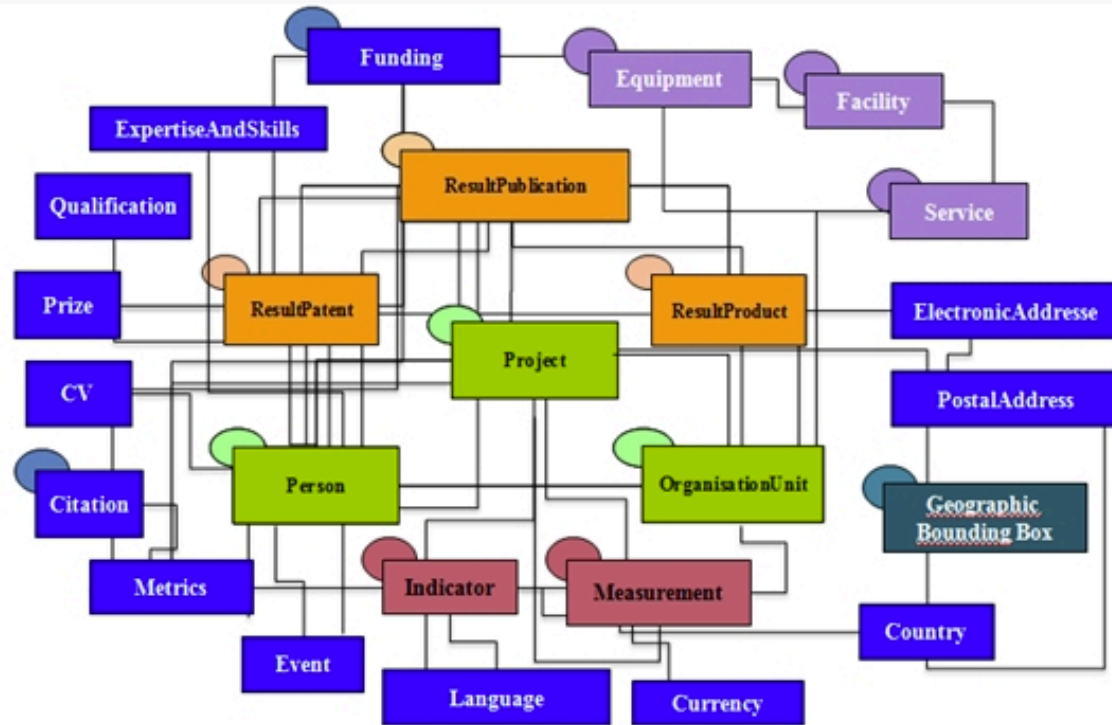 Funding
Equipment
Facility
ExpertiseAndSkills
ResultPublication
Qualification
Service
Prize
ResultPatent
ResultProduct
ElectronicAddresse
Project
CV
PostalAddress
Person
OrganisationUnit
Citation
Geographic
Bounding Box
Metrics
Indicator
Measurement
Country
Event
Language
Currency